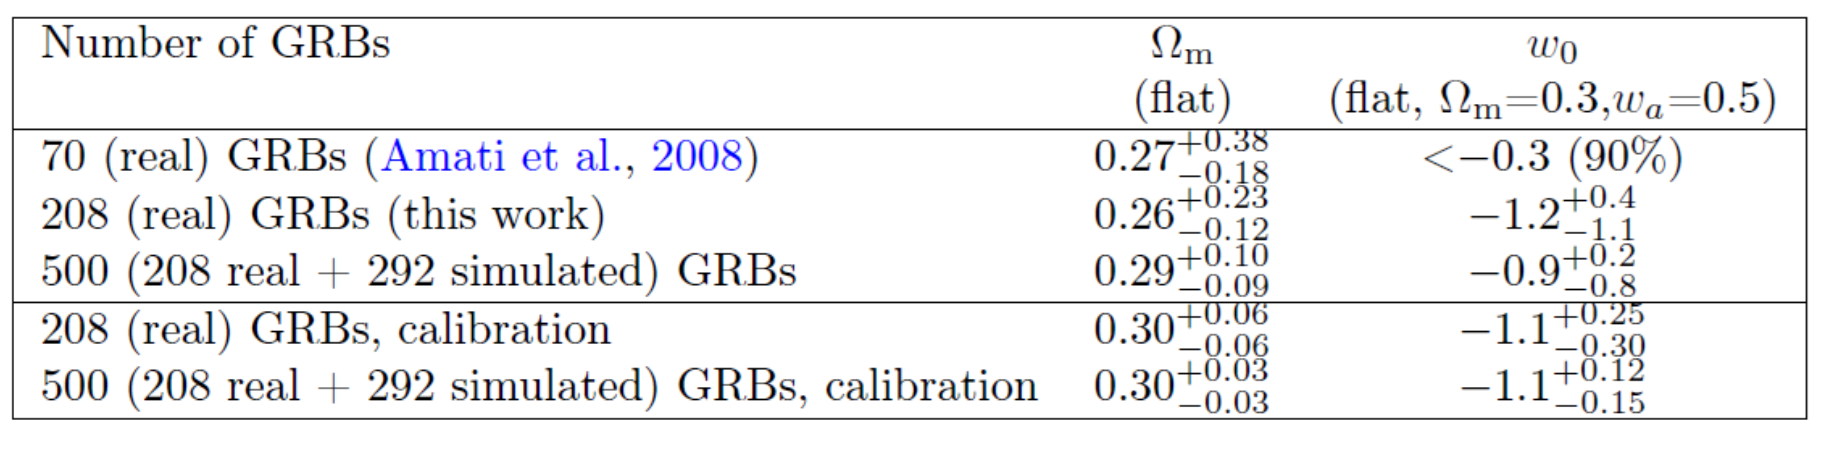 Number of GRBs Ωm w0
(flat) (flat, Ωm=0.3,wa=0.5)
70 (real) GRBs (Amati et al., 2008) 0.27+0.38−0.18 <−0.3 (90%)
208 (real) GRBs (this work) 0.26+0.23−0.12 −1.2+0.4−1.1
500 (208 real + 292 simulated) GRBs 0.29+0.10−0.09 −0.9+0.2−0.8
208 (real) GRBs, calibration 0.30+0.06−0.06 −1.1+0.25−0.30
500 (208 real + 292 simulated) GRBs, calibration 0.30+0.03−0.03 −1.1+0.12−0.15